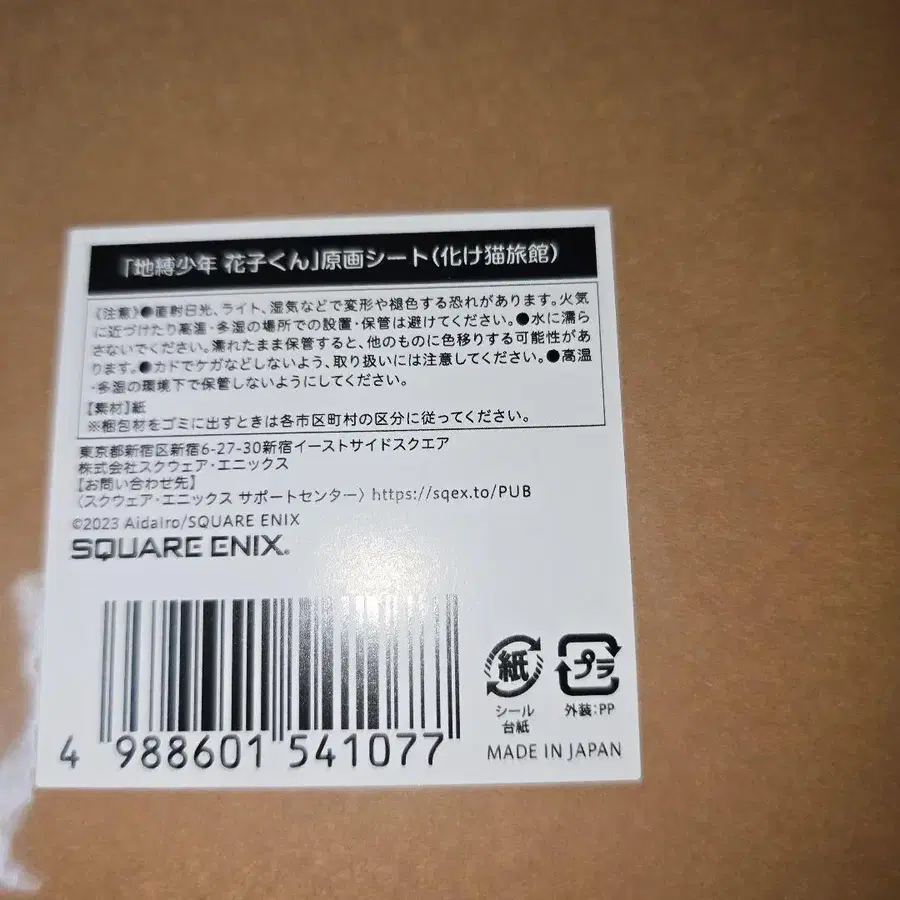 「地縛少年 花子くん」原画シート(化け猫旅館)
《注意》●直射日光、ライト、湿気などで変形や褪色する恐れがあります。火気
に近づけたり高温・多湿の場所での設置・保管は避けてください。●水に濡ら
さないでください。濡れたまま保管すると、他のものに色移りする可能性があ
ります。●カドでケガなどしないよう、取り扱いには注意してください。●高温
・多湿の環境下で保管しないようにしてください。
【素材】紙
※梱包材をゴミに出すときは各市区町村の区分に従ってください。
東京都新宿区新宿6-27-30新宿イーストサイドスクエア
株式会社スクウェア・エニックス
【お問い合わせ先】
〈スクウェア・エニックス サポートセンター〉 https://sqex.to/PUB
©2023 AidaIro/SQUARE ENIX
SQUARE ENIX.
紙 プラ
シール 外装:PP
台紙
MADE IN JAPAN
4 988601 541077